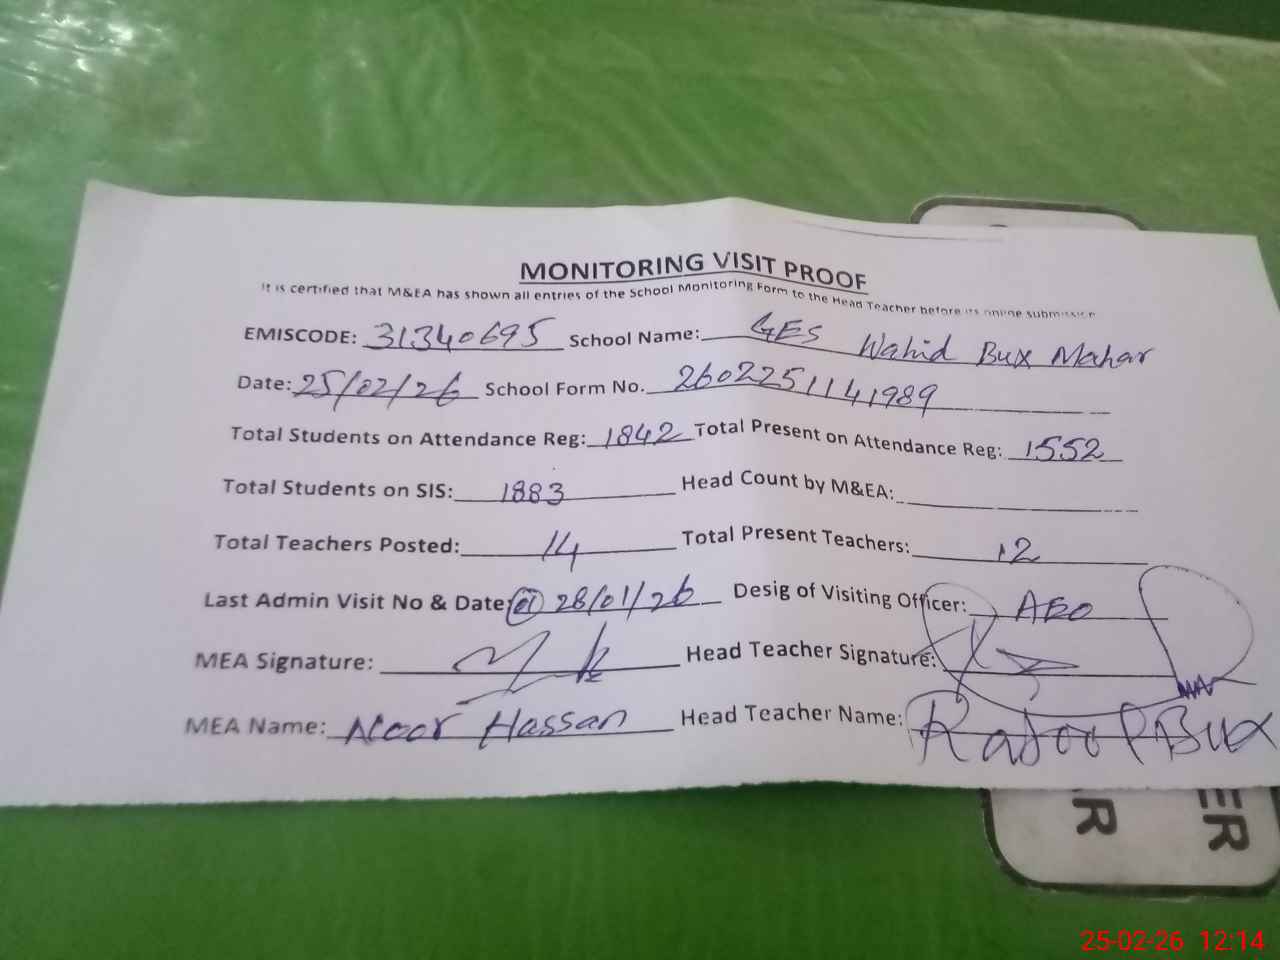 MONITORING VISIT PROOF
It is certified that M&EA has shown all entries of the School Monitoring Form to the Head Teacher before its online submission
EMISCODE: 31340695 School Name: GES Wahid Bux Mahar
Date: 25/02/26 School Form No. 2602251141989
Total Students on Attendance Reg: 1842 Total Present on Attendance Reg: 1552
Total Students on SIS: 1883 Head Count by M&EA:
Total Teachers Posted: 14 Total Present Teachers: 12
Last Admin Visit No & Date: 01 28/01/26 Desig of Visiting Officer: AEO
MEA Signature: Head Teacher Signature:
MEA Name: Noor Hassan Head Teacher Name: Rasool Bux
ER
R
25-02-26 12:14